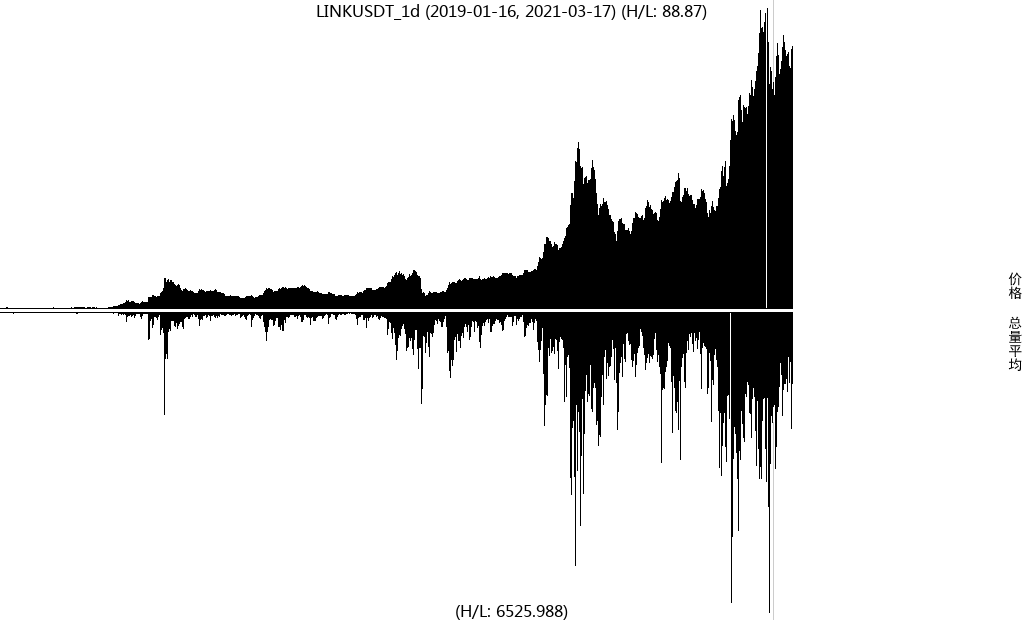 LINKUSDT_1d (2019-01-16, 2021-03-17) (H/L: 88.87)
价格 总量平均
(H/L: 6525.988)